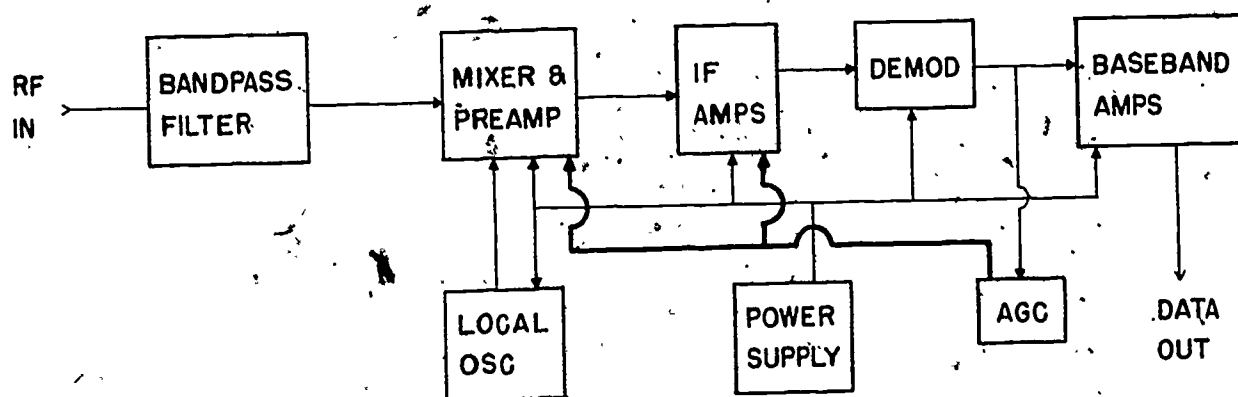 RF
IN
BANDPASS
FILTER
MIXER &
PREAMP
IF
AMPS
DEMOD
BASEBAND
AMPS
LOCAL
OSC
POWER
SUPPLY
AGC
DATA
OUT